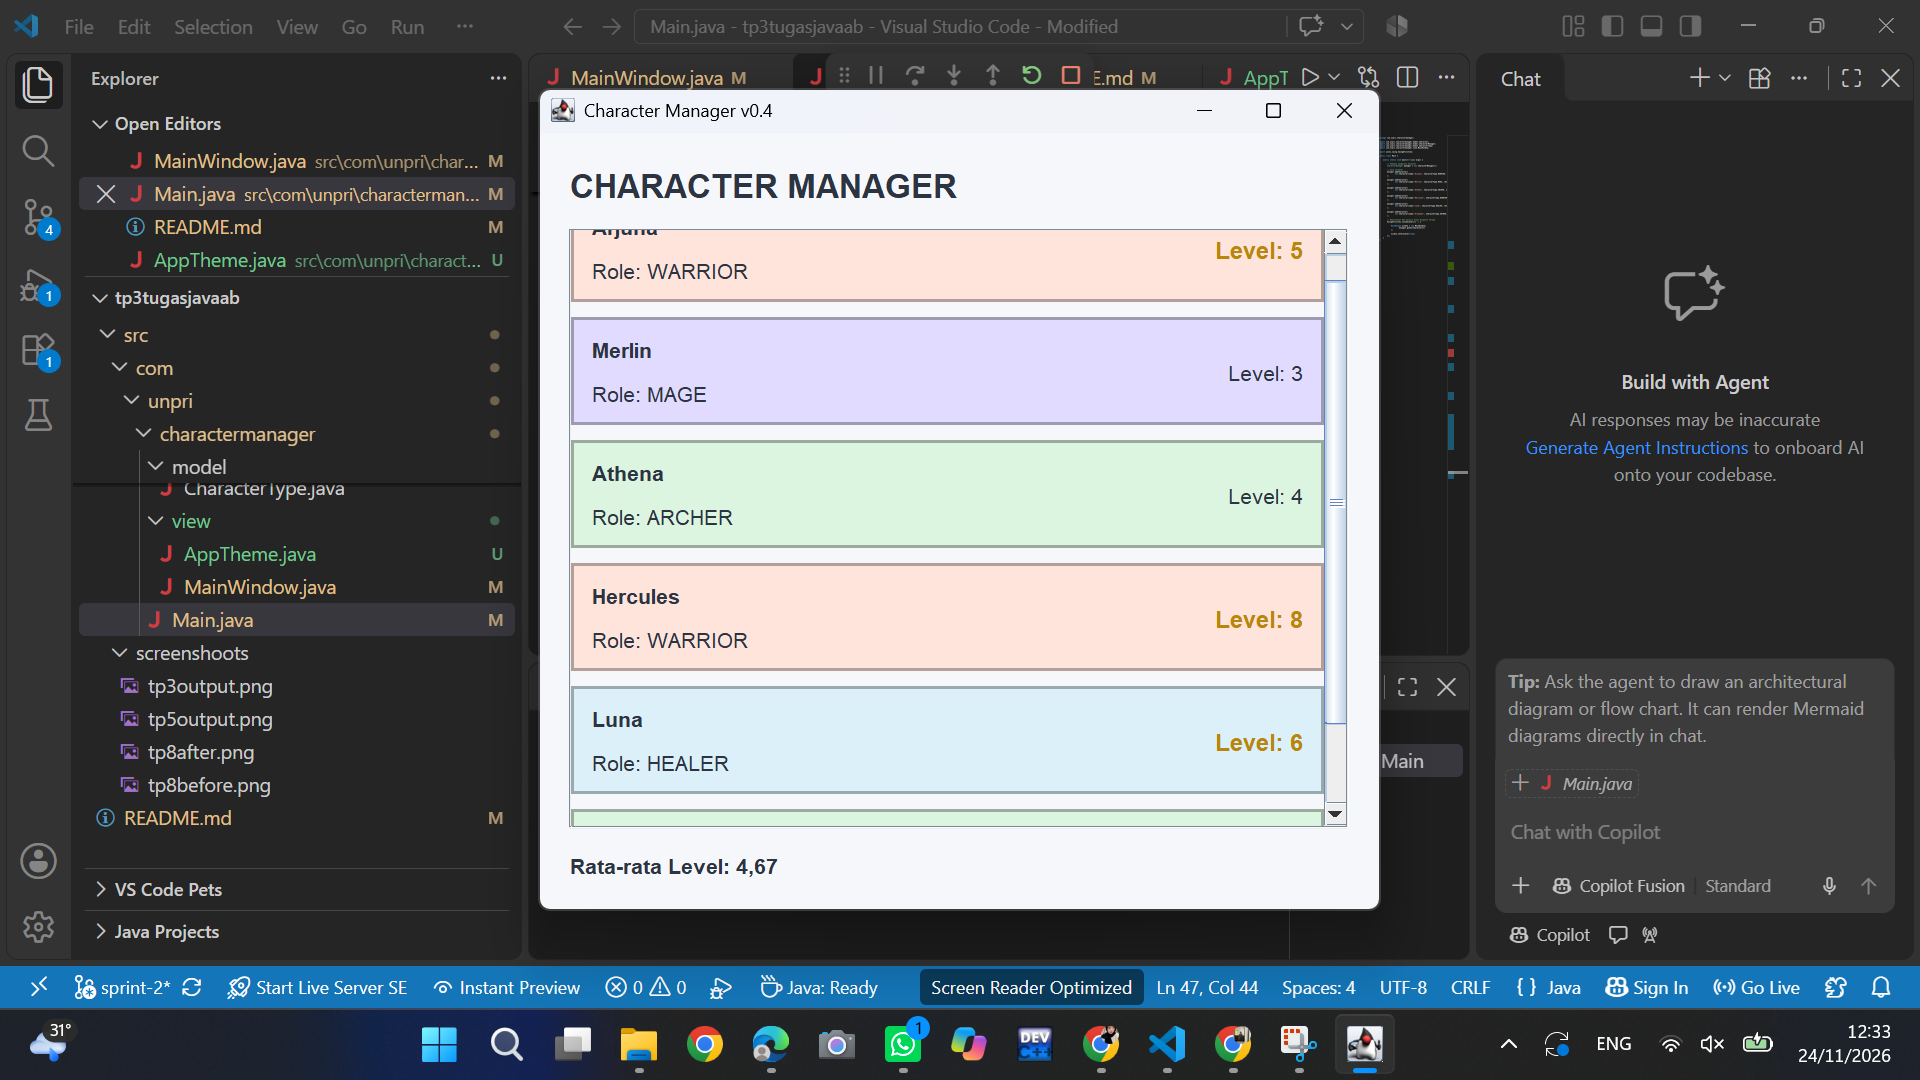 File Edit Selection View Go Run ...
Main.java - tp3tugasjavaab - Visual Studio Code - Modified
Explorer
Open Editors
MainWindow.java src\com\unpri\char... M
Main.java src\com\unpri\characterman... M
README.md M
AppTheme.java src\com\unpri\charact... U
tp3tugasjavaab
src
com
unpri
charactermanager
model
CharacterType.java
view
AppTheme.java U
MainWindow.java M
Main.java M
screenshoots
tp3output.png
tp5output.png
tp8after.png
tp8before.png
README.md M
VS Code Pets
Java Projects
4
1
1
MainWindow.java M
E.md M
AppT
Character Manager v0.4
CHARACTER MANAGER
Arjuna
Role: WARRIOR
Level: 5
Merlin
Role: MAGE
Level: 3
Athena
Role: ARCHER
Level: 4
Hercules
Role: WARRIOR
Level: 8
Luna
Role: HEALER
Level: 6
Rata-rata Level: 4,67
Main
Chat
Build with Agent
AI responses may be inaccurate
Generate Agent Instructions to onboard AI
onto your codebase.
Tip: Ask the agent to draw an architectural
diagram or flow chart. It can render Mermaid
diagrams directly in chat.
Main.java
Chat with Copilot
Copilot Fusion Standard
Copilot
sprint-2* Start Live Server SE Instant Preview 0 0 Java: Ready Screen Reader Optimized Ln 47, Col 44 Spaces: 4 UTF-8 CRLF { } Java Sign In Go Live
31°
DEV
C++
1
ENG
12:33
24/11/2026